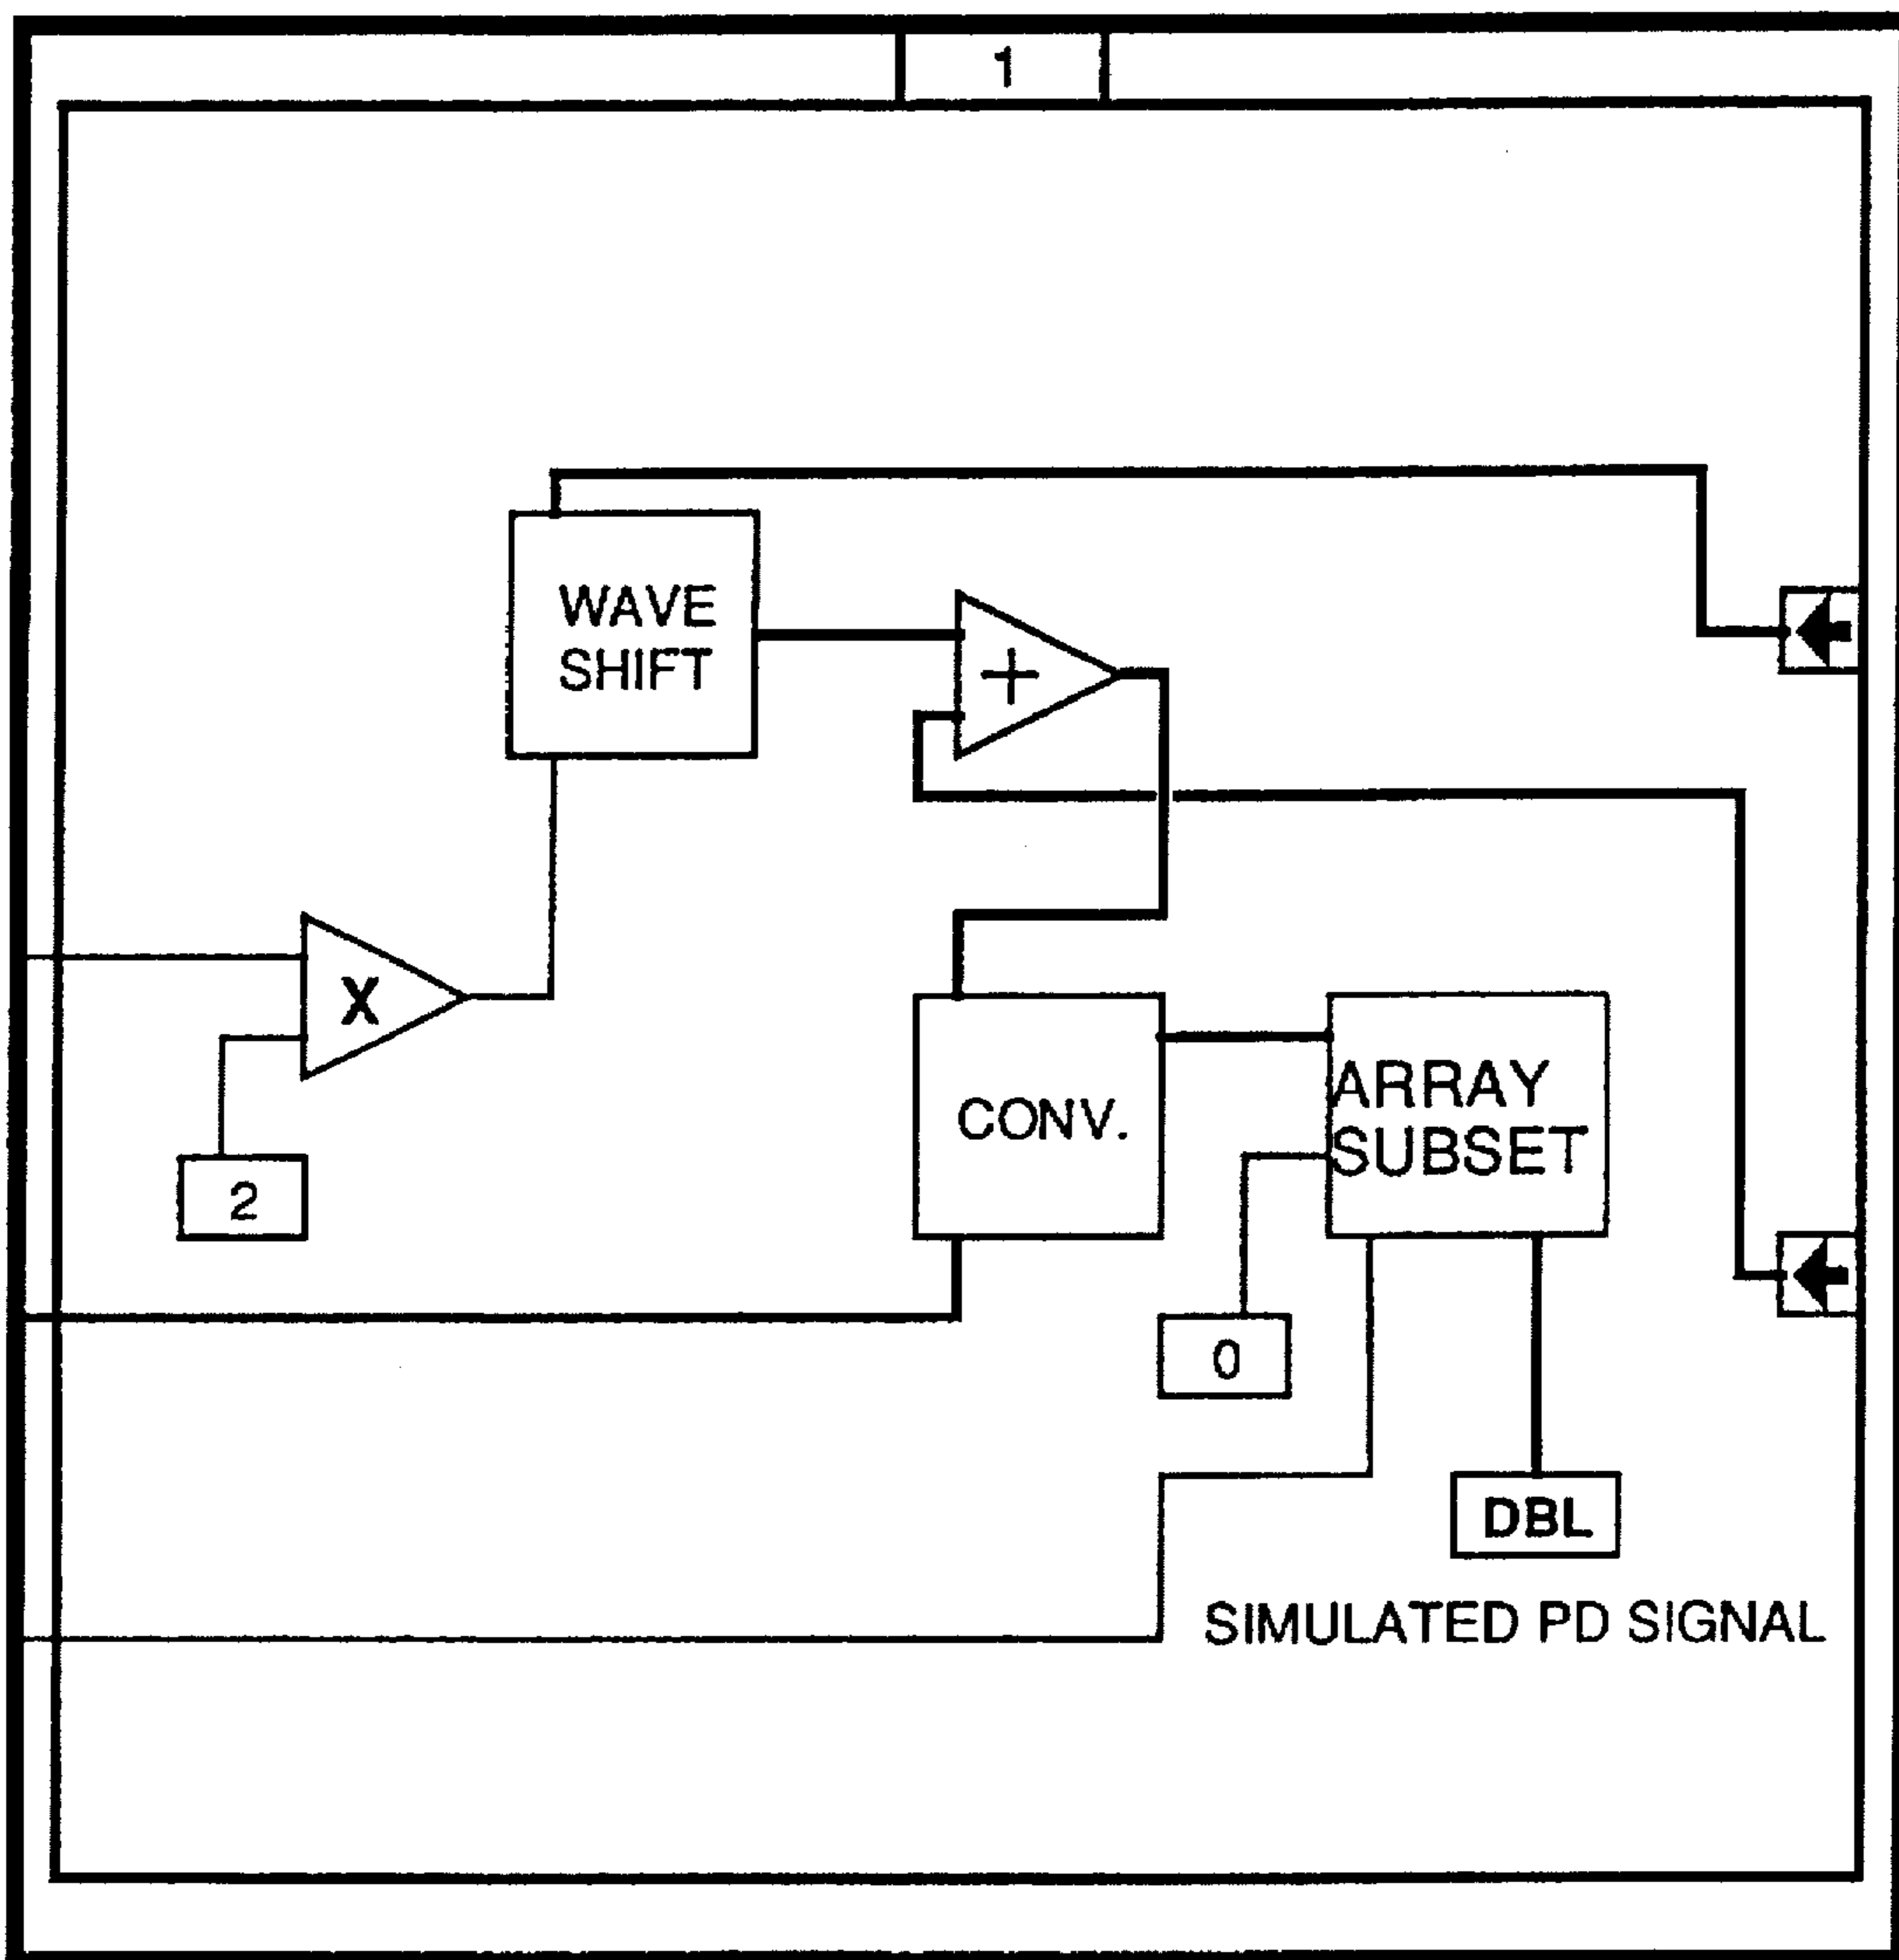 1
WAVE
SHIFT
+
X
2
CONV.
ARRAY
SUBSET
0
DBL
SIMULATED PD SIGNAL